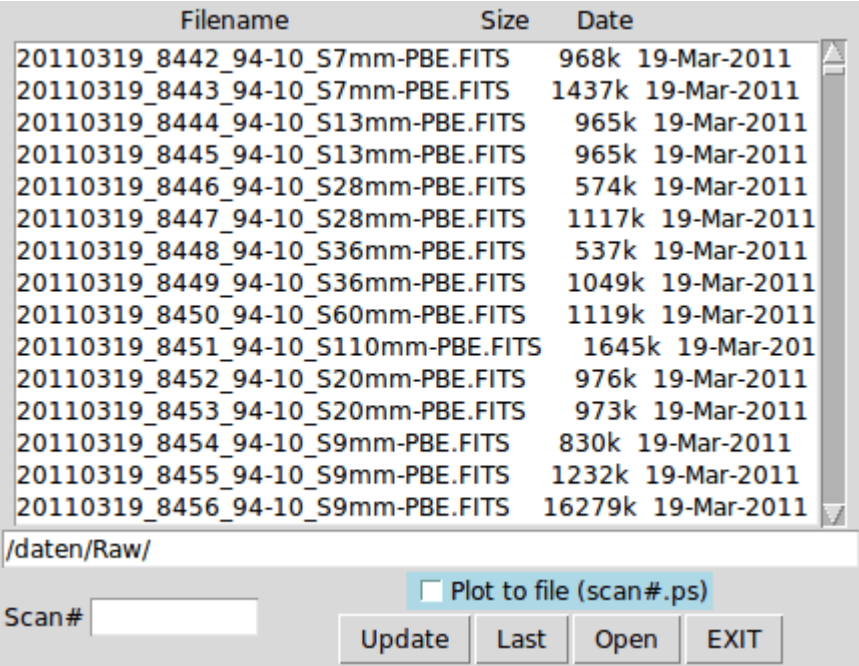 Filename Size Date
20110319_8442_94-10_S7mm-PBE.FITS 968k 19-Mar-2011
20110319_8443_94-10_S7mm-PBE.FITS 1437k 19-Mar-2011
20110319_8444_94-10_S13mm-PBE.FITS 965k 19-Mar-2011
20110319_8445_94-10_S13mm-PBE.FITS 965k 19-Mar-2011
20110319_8446_94-10_S28mm-PBE.FITS 574k 19-Mar-2011
20110319_8447_94-10_S28mm-PBE.FITS 1117k 19-Mar-2011
20110319_8448_94-10_S36mm-PBE.FITS 537k 19-Mar-2011
20110319_8449_94-10_S36mm-PBE.FITS 1049k 19-Mar-2011
20110319_8450_94-10_S60mm-PBE.FITS 1119k 19-Mar-2011
20110319_8451_94-10_S110mm-PBE.FITS 1645k 19-Mar-201
20110319_8452_94-10_S20mm-PBE.FITS 976k 19-Mar-2011
20110319_8453_94-10_S20mm-PBE.FITS 973k 19-Mar-2011
20110319_8454_94-10_S9mm-PBE.FITS 830k 19-Mar-2011
20110319_8455_94-10_S9mm-PBE.FITS 1232k 19-Mar-2011
20110319_8456_94-10_S9mm-PBE.FITS 16279k 19-Mar-2011
/daten/Raw/
Plot to file (scan#.ps)
Scan#
Update Last Open EXIT